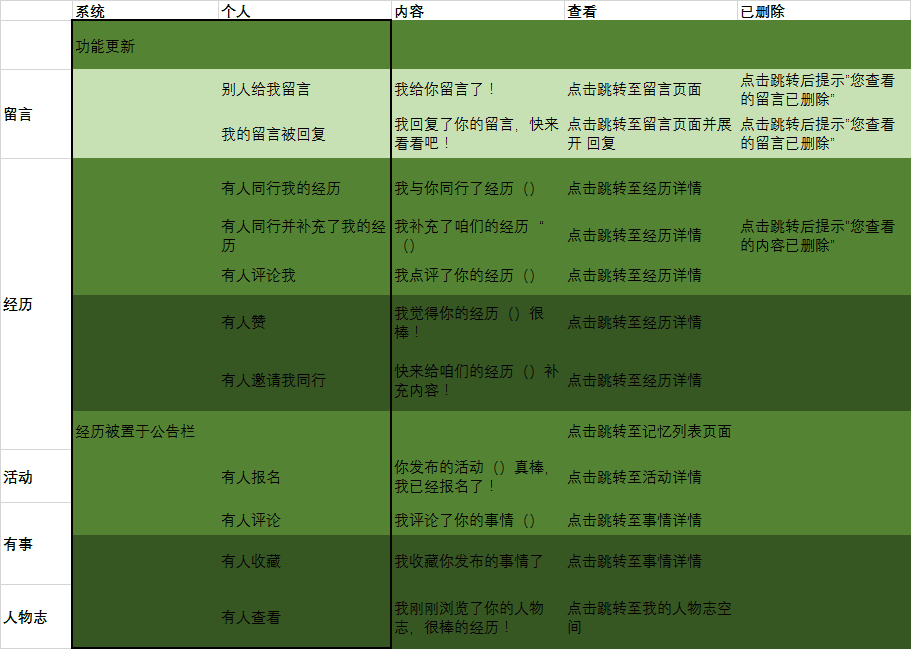 系统 个人 内容 查看 已删除
功能更新
留言
别人给我留言 我给你留言了！ 点击跳转至留言页面 点击跳转后提示”您查看
的留言已删除”
我的留言被回复 我回复了你的留言，快来 点击跳转至留言页面并展 点击跳转后提示”您查看
看看吧！ 开 回复 的留言已删除”
经历
有人同行我的经历 我与你同行了经历（） 点击跳转至经历详情
有人同行并补充了我的经 我补充了咱们的经历“ 点击跳转至经历详情 点击跳转后提示”您查看
历 （） 的内容已删除”
有人评论我 我点评了你的经历（） 点击跳转至经历详情
有人赞 我觉得你的经历（）很 点击跳转至经历详情
棒！
有人邀请我同行 快来给咱们的经历（）补 点击跳转至经历详情
充内容！
经历被置于公告栏 点击跳转至记忆列表页面
活动 有人报名 你发布的活动（）真棒， 点击跳转至活动详情
我已经报名了！
有事
有人评论 我评论了你的事情（） 点击跳转至事情详情
有人收藏 我收藏你发布的事情了 点击跳转至事情详情
人物志 有人查看 我刚刚浏览了你的人物 点击跳转至我的人物志空
志，很棒的经历！ 间